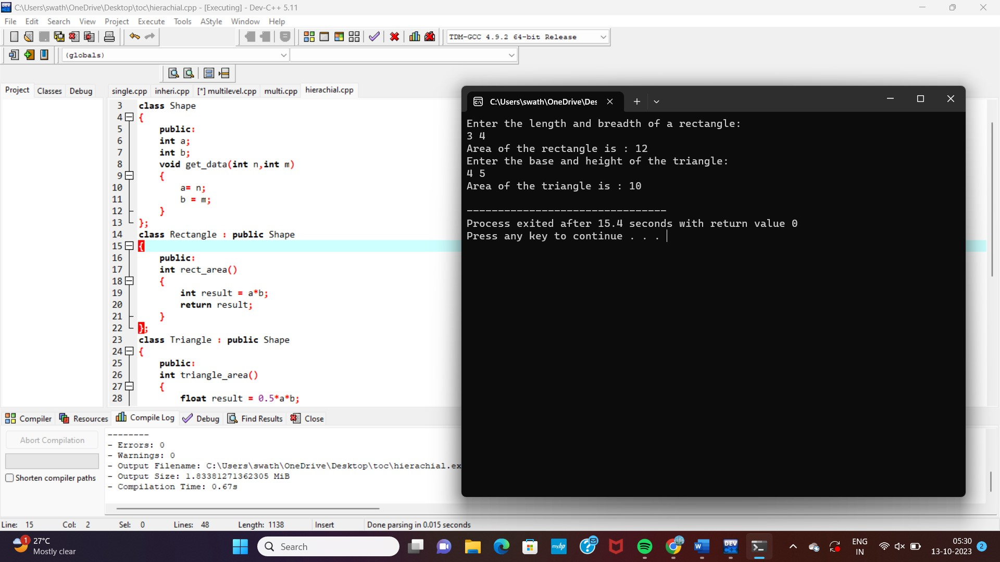 C:\Users\swath\OneDrive\Desktop\toc\hierachial.cpp - [Executing] - Dev-C++ 5.11
File Edit Search View Project Execute Tools AStyle Window Help
TDM-GCC 4.9.2 64-bit Release
(globals)
Project Classes Debug
single.cpp inheri.cpp [*] multilevel.cpp multi.cpp hierachial.cpp
3 class Shape
4 {
5 public:
6 int a;
7 int b;
8 void get_data(int n,int m)
9 {
10 a= n;
11 b = m;
12 }
13 };
14 class Rectangle : public Shape
15 {
16 public:
17 int rect_area()
18 {
19 int result = a*b;
20 return result;
21 }
22 };
23 class Triangle : public Shape
24 {
25 public:
26 int triangle_area()
27 {
28 float result = 0.5*a*b;
C:\Users\swath\OneDrive\Des
Enter the length and breadth of a rectangle:
3 4
Area of the rectangle is : 12
Enter the base and height of the triangle:
4 5
Area of the triangle is : 10
--------------------------------
Process exited after 15.4 seconds with return value 0
Press any key to continue . . .
Compiler Resources Compile Log Debug Find Results Close
Abort Compilation
Shorten compiler paths
--------
- Errors: 0
- Warnings: 0
- Output Filename: C:\Users\swath\OneDrive\Desktop\toc\hierachial.ex
- Output Size: 1.83381271362305 MiB
- Compilation Time: 0.67s
Line: 15 Col: 2 Sel: 0 Lines: 48 Length: 1138 Insert Done parsing in 0.015 seconds
1
27°C
Mostly clear
Search
myhp
W
DEV
C++
ENG
IN
05:30
13-10-2023
2